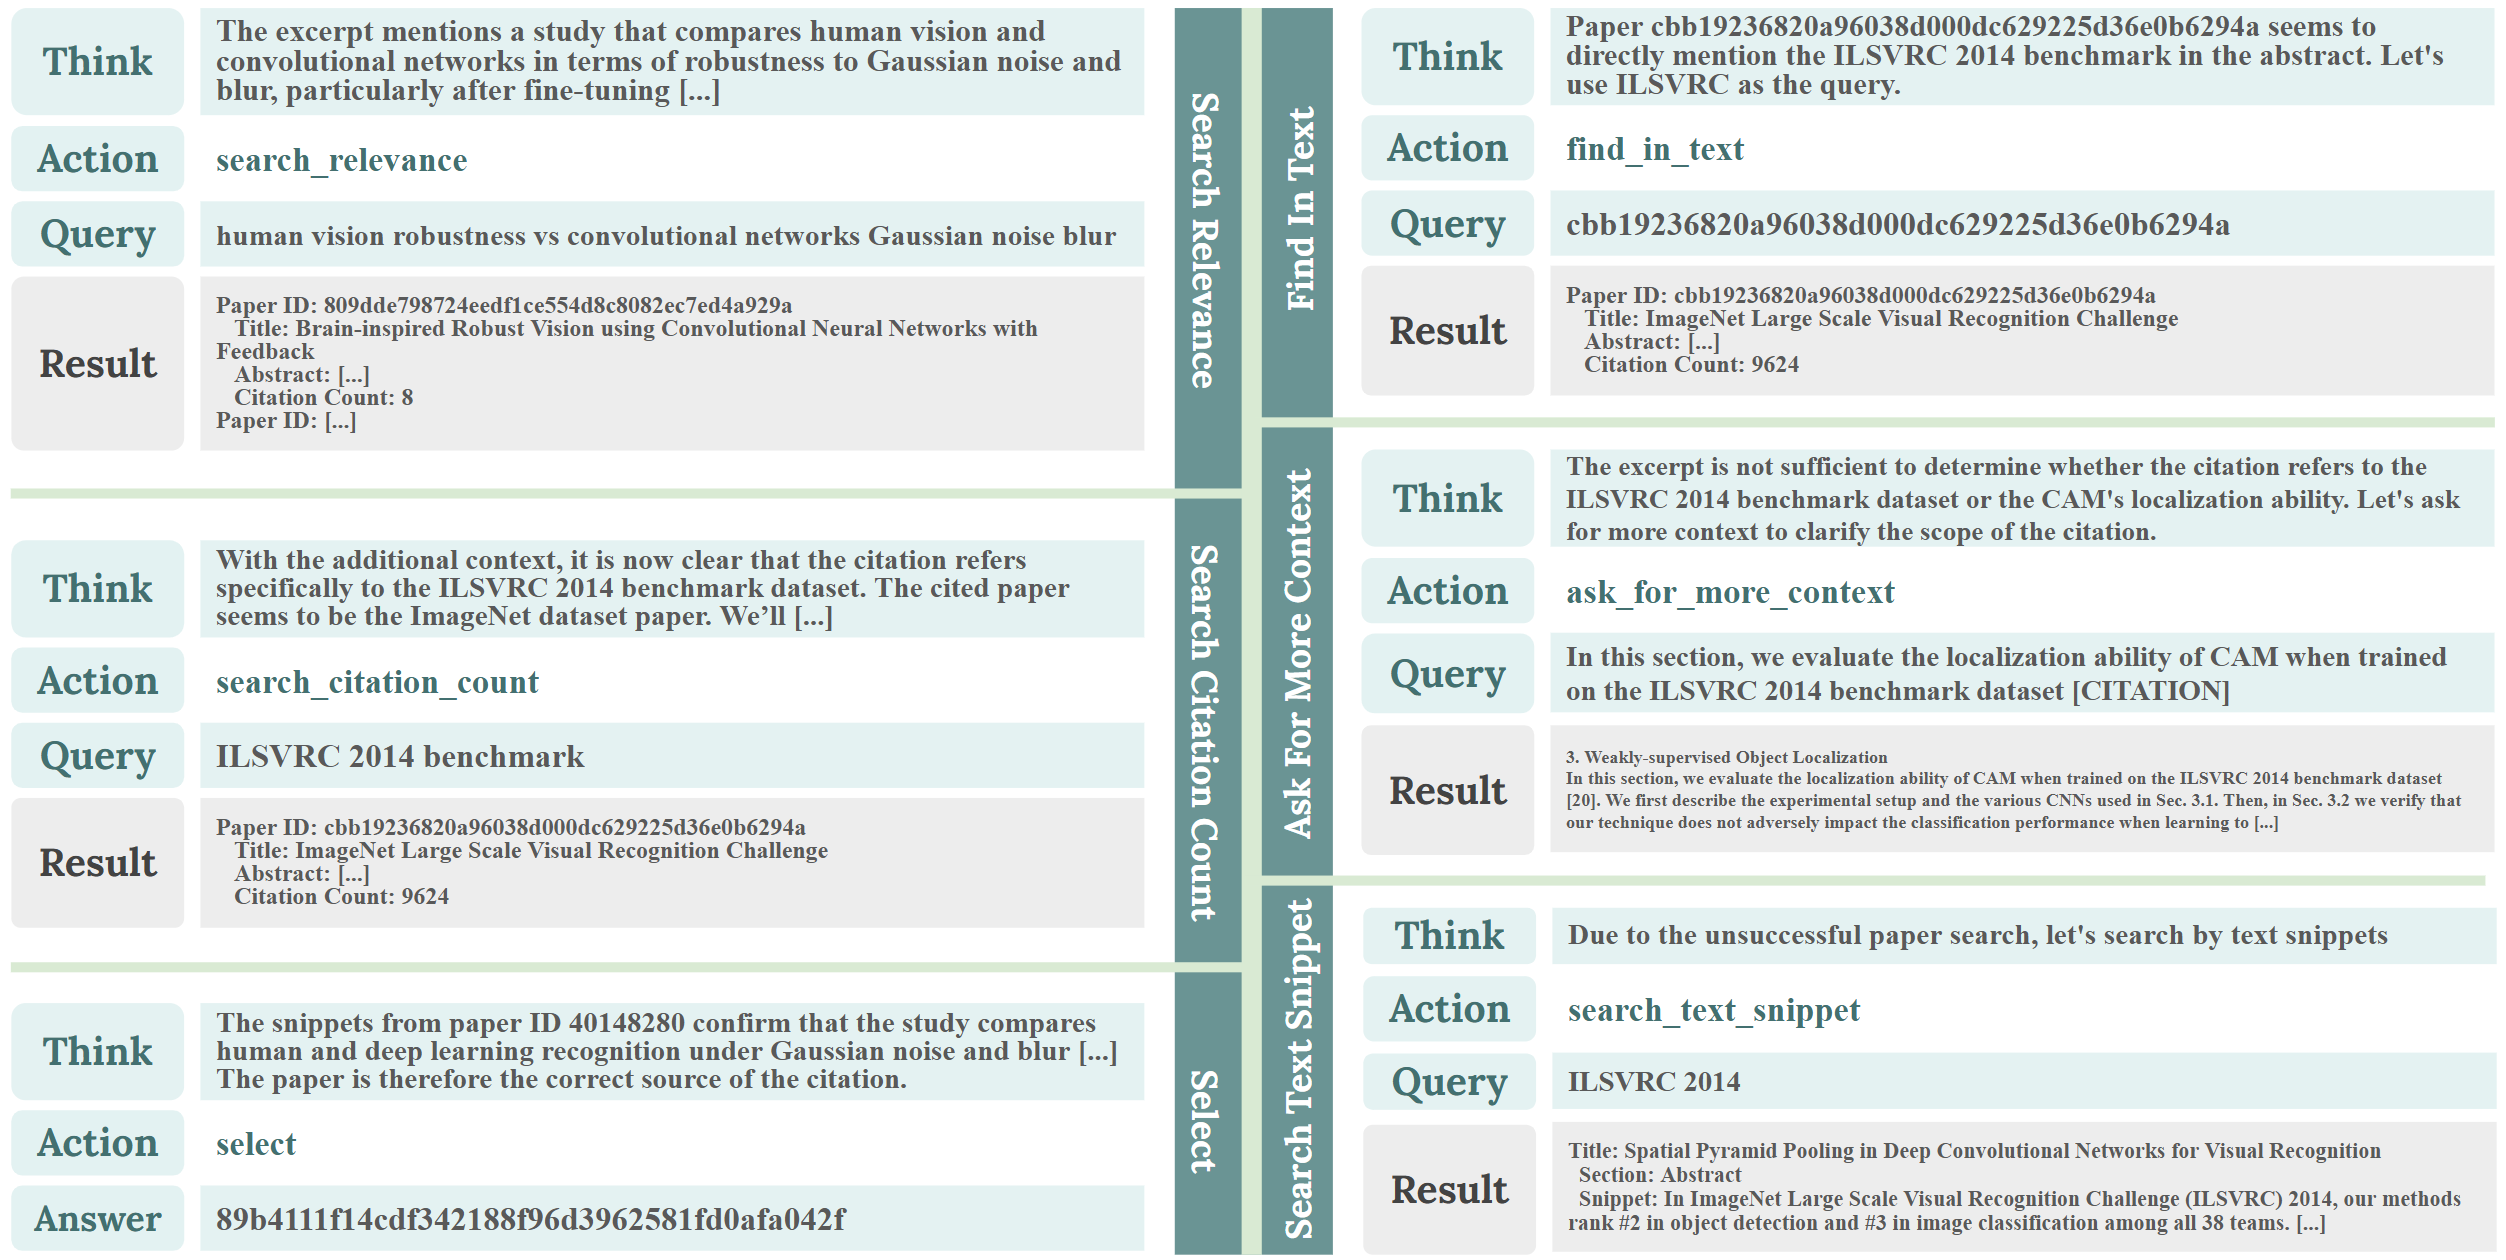 Think
The excerpt mentions a study that compares human vision and
convolutional networks in terms of robustness to Gaussian noise and
blur, particularly after fine-tuning [...]
Action
search_relevance
Query
human vision robustness vs convolutional networks Gaussian noise blur
Result
Paper ID: 809dde798724eedf1ce554d8c8082ec7ed4a929a
Title: Brain-inspired Robust Vision using Convolutional Neural Networks with
Feedback
Abstract: [...]
Citation Count: 8
Paper ID: [...]
Search Relevance
Think
With the additional context, it is now clear that the citation refers
specifically to the ILSVRC 2014 benchmark dataset. The cited paper
seems to be the ImageNet dataset paper. We’ll [...]
Action
search_citation_count
Query
ILSVRC 2014 benchmark
Result
Paper ID: cbb19236820a96038d000dc629225d36e0b6294a
Title: ImageNet Large Scale Visual Recognition Challenge
Abstract: [...]
Citation Count: 9624
Search Citation Count
Think
The snippets from paper ID 40148280 confirm that the study compares
human and deep learning recognition under Gaussian noise and blur [...]
The paper is therefore the correct source of the citation.
Action
select
Answer
89b4111f14cdf342188f96d3962581fd0afa042f
Select
Find In Text
Think
Paper cbb19236820a96038d000dc629225d36e0b6294a seems to
directly mention the ILSVRC 2014 benchmark in the abstract. Let's
use ILSVRC as the query.
Action
find_in_text
Query
cbb19236820a96038d000dc629225d36e0b6294a
Result
Paper ID: cbb19236820a96038d000dc629225d36e0b6294a
Title: ImageNet Large Scale Visual Recognition Challenge
Abstract: [...]
Citation Count: 9624
Ask For More Context
Think
The excerpt is not sufficient to determine whether the citation refers to the
ILSVRC 2014 benchmark dataset or the CAM's localization ability. Let's ask
for more context to clarify the scope of the citation.
Action
ask_for_more_context
Query
In this section, we evaluate the localization ability of CAM when trained
on the ILSVRC 2014 benchmark dataset [CITATION]
Result
3. Weakly-supervised Object Localization
In this section, we evaluate the localization ability of CAM when trained on the ILSVRC 2014 benchmark dataset
[20]. We first describe the experimental setup and the various CNNs used in Sec. 3.1. Then, in Sec. 3.2 we verify that
our technique does not adversely impact the classification performance when learning to [...]
Search Text Snippet
Think
Due to the unsuccessful paper search, let's search by text snippets
Action
search_text_snippet
Query
ILSVRC 2014
Result
Title: Spatial Pyramid Pooling in Deep Convolutional Networks for Visual Recognition
Section: Abstract
Snippet: In ImageNet Large Scale Visual Recognition Challenge (ILSVRC) 2014, our methods
rank #2 in object detection and #3 in image classification among all 38 teams. [...]